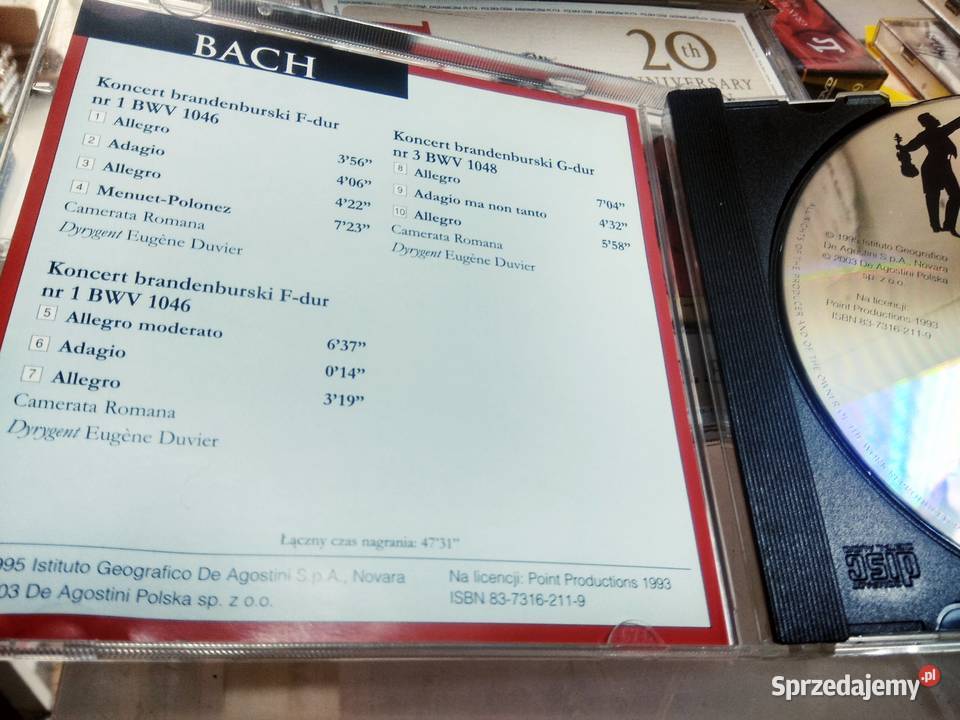 BACH
Koncert brandenburski F-dur
nr 1 BWV 1046
1 Allegro 3'56"
2 Adagio 4'06"
3 Allegro 4'22"
4 Menuet-Polonez 7'23"
Camerata Romana
Dyrygent Eugène Duvier
Koncert brandenburski F-dur
nr 1 BWV 1046
5 Allegro moderato 6'37"
6 Adagio 0'14"
7 Allegro 3'19"
Camerata Romana
Dyrygent Eugène Duvier
Koncert brandenburski G-dur
nr 3 BWV 1048
8 Allegro 7'04"
9 Adagio ma non tanto 4'32"
10 Allegro 5'58"
Camerata Romana
Dyrygent Eugène Duvier
Łączny czas nagrania: 47'31"
995 Istituto Geografico De Agostini S.p.A., Novara
03 De Agostini Polska sp. z o.o.
Na licencji: Point Productions 1993
ISBN 83-7316-211-9
20th
ANNIVERSARY
© 1995 Istituto Geografico
De Agostini S.p.A., Novara
© 2003 De Agostini Polska
sp. z o.o.
Na licencji:
Point Productions 1993
ISBN 83-7316-211-9
disc
Sprzedajemy.pl